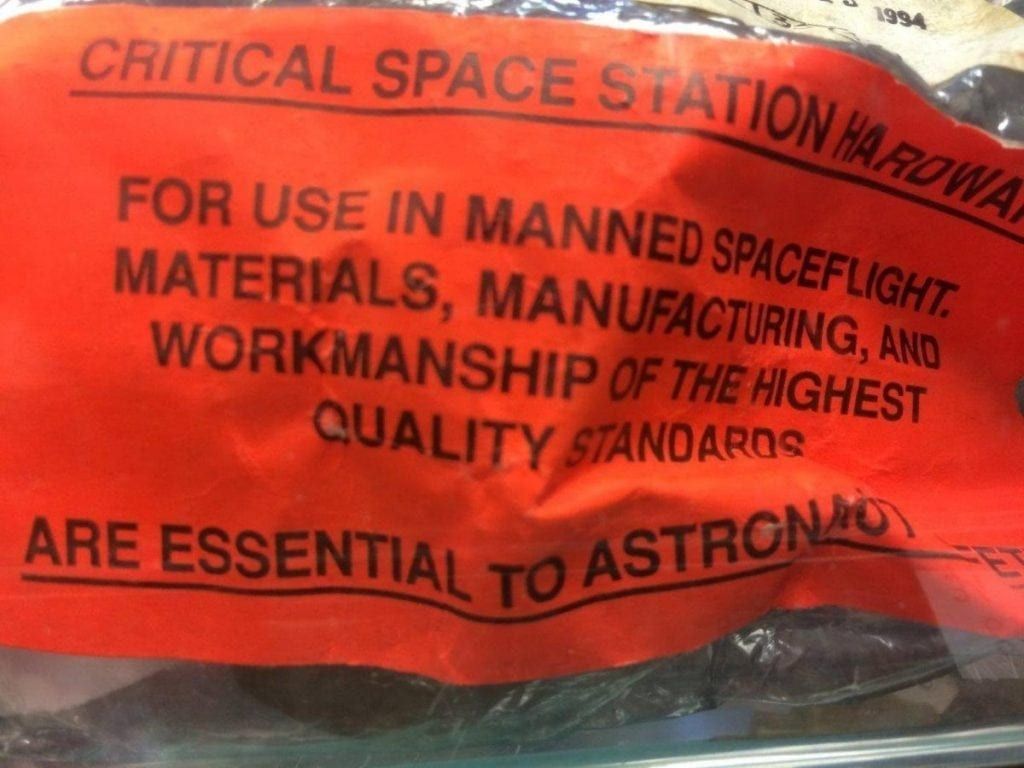 1994
CRITICAL SPACE STATION
FOR USE IN MANNED SPACEFLIGHT.
MATERIALS, MANUFACTURING, AND
WORKMANSHIP OF THE HIGHEST
QUALITY STANDARDS
ARE ESSENTIAL TO ASTRONAUT